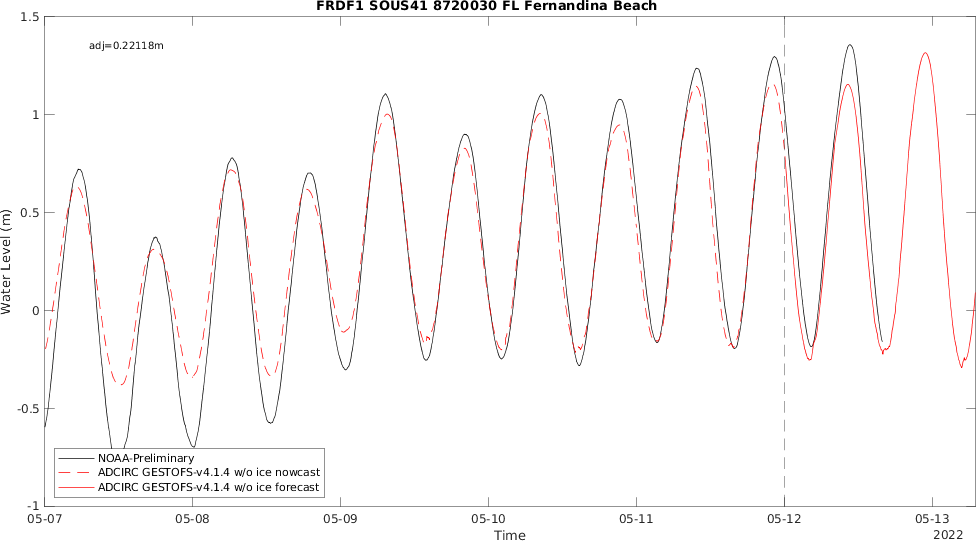 FRDF1 SOUS41 8720030 FL Fernandina Beach
adj=0.22118m
1.5
1
0.5
0
-0.5
-1
Water Level (m)
NOAA-Preliminary
ADCIRC GESTOFS-v4.1.4 w/o ice nowcast
ADCIRC GESTOFS-v4.1.4 w/o ice forecast
05-07 05-08 05-09 05-10 05-11 05-12 05-13
Time
2022